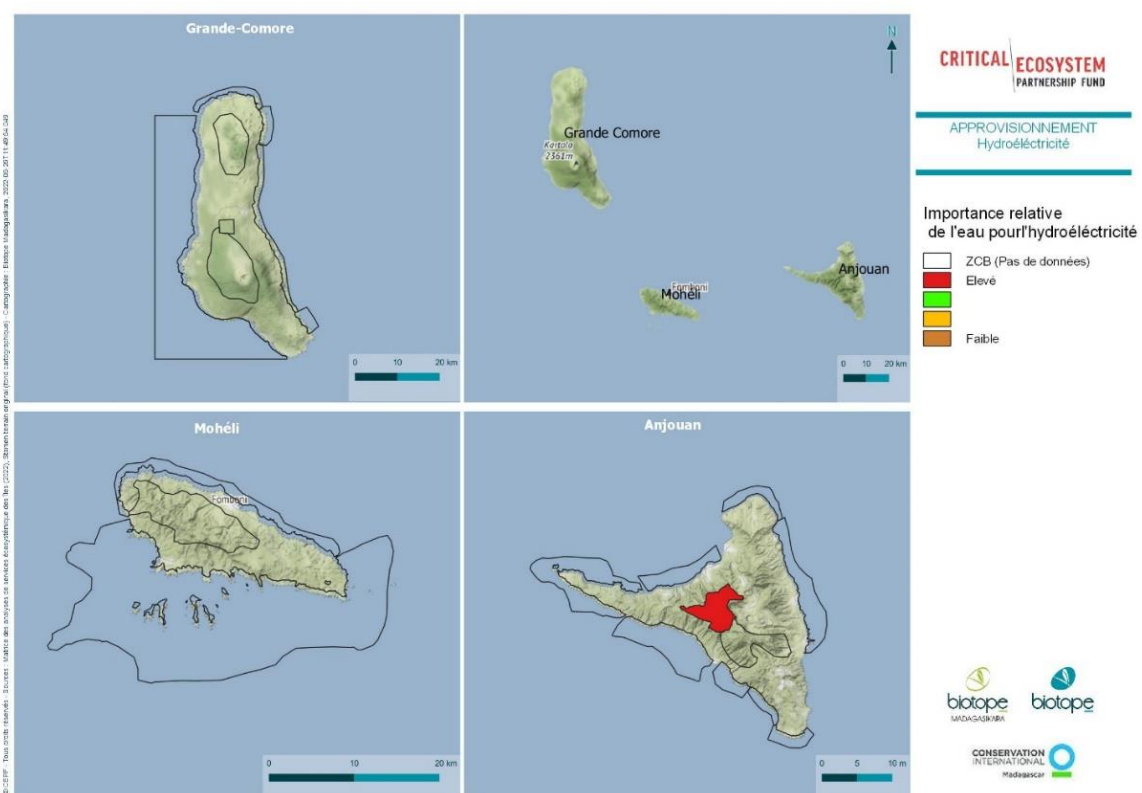 Grande-Comore
N
Grande Comore
Kartala
2361m
Anjouan
Fomboni
Mohéli
0 10 20 km
0 10 20 km
CRITICAL ECOSYSTEM
PARTNERSHIP FUND
APPROVISIONNEMENT
Hydroéléctricité
Importance relative
de l'eau pourl'hydroéléctricité
ZCB (Pas de données)
Elevé
Faible
Mohéli
Fomboni
0 10 20 km
Anjouan
0 5 10 m
biotope
MADAGASIKARA
biotope
CONSERVATION
INTERNATIONAL
Madagascar